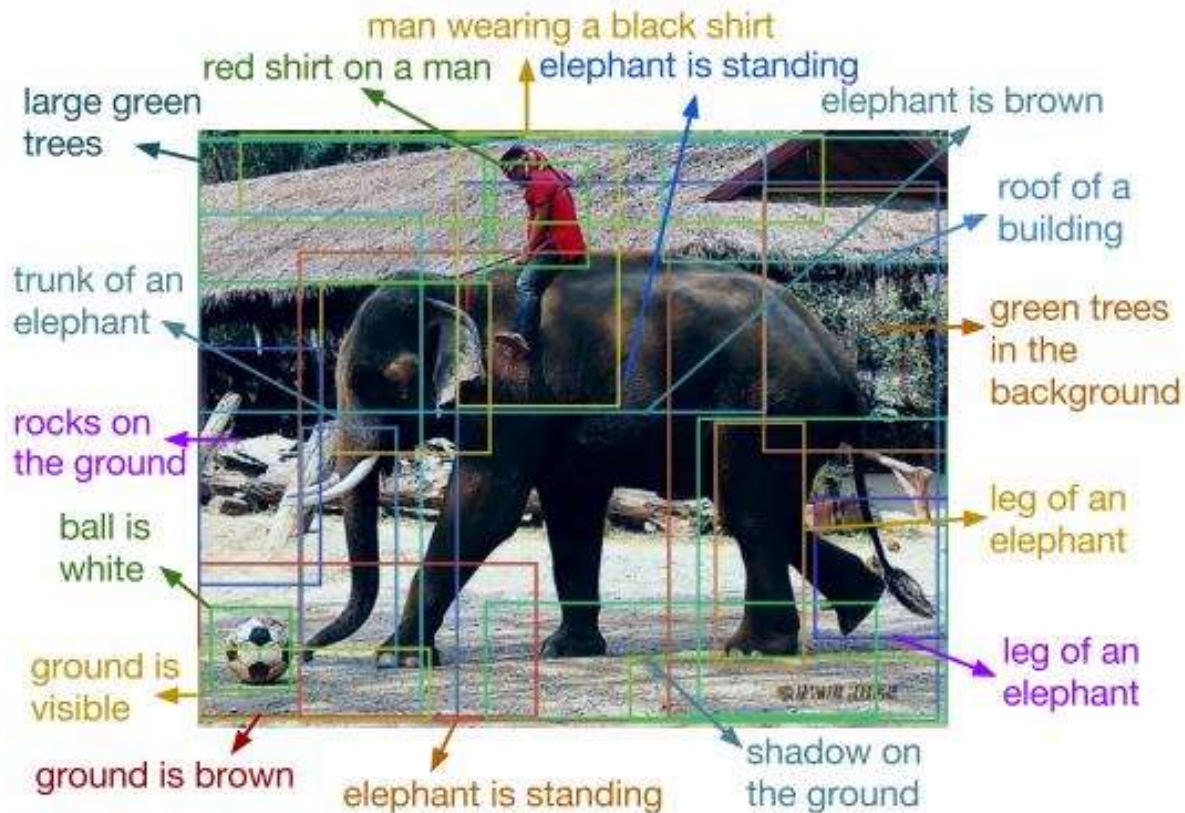 man wearing a black shirt
red shirt on a man
elephant is standing
large green
trees
elephant is brown
roof of a
building
trunk of an
elephant
green trees
in the
background
rocks on
the ground
leg of an
elephant
ball is
white
ground is
visible
leg of an
elephant
ground is brown
elephant is standing
shadow on
the ground